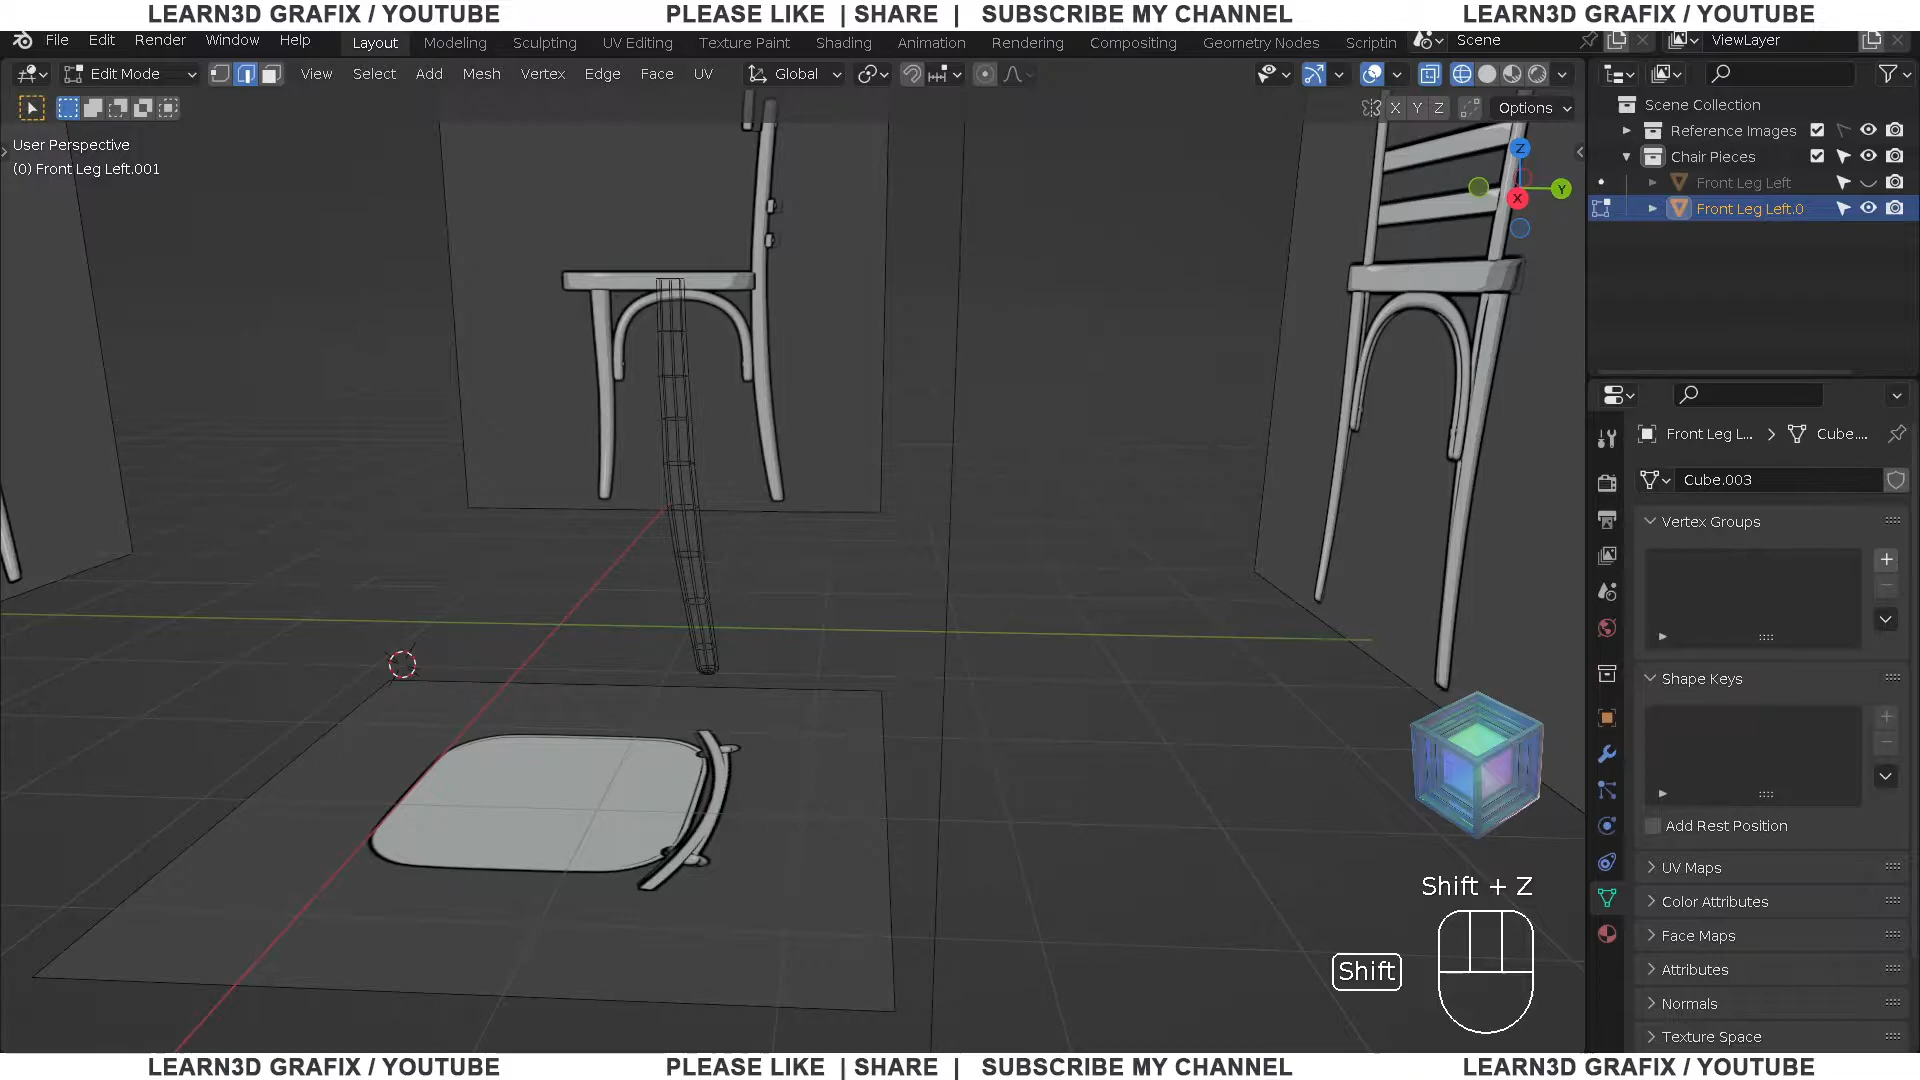 LEARN3D GRAFIX / YOUTUBE PLEASE LIKE | SHARE | SUBSCRIBE MY CHANNEL LEARN3D GRAFIX / YOUTUBE
File Edit Render Window Help Layout Modeling Sculpting UV Editing Texture Paint Shading Animation Rendering Compositing Geometry Nodes Scriptin Scene ViewLayer
Edit Mode View Select Add Mesh Vertex Edge Face UV Global
X Y Z Options
User Perspective
(0) Front Leg Left.001
Z
Y
X
Scene Collection
Reference Images
Chair Pieces
Front Leg Left
Front Leg Left.0
Front Leg L... Cube....
Cube.003
Vertex Groups
Shape Keys
Add Rest Position
UV Maps
Color Attributes
Face Maps
Attributes
Normals
Texture Space
Shift + Z
Shift
LEARN3D GRAFIX / YOUTUBE PLEASE LIKE | SHARE | SUBSCRIBE MY CHANNEL LEARN3D GRAFIX / YOUTUBE